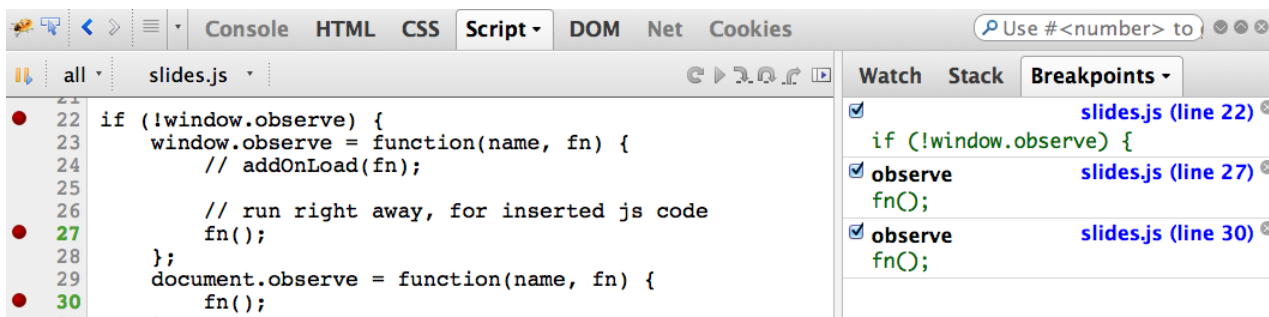 Console HTML CSS Script DOM Net Cookies Use #<number> to
all slides.js Watch Stack Breakpoints
21
22 if (!window.observe) {
23 window.observe = function(name, fn) {
24 // addOnLoad(fn);
25
26 // run right away, for inserted js code
27 fn();
28 };
29 document.observe = function(name, fn) {
30 fn();
slides.js (line 22)
if (!window.observe) {
observe slides.js (line 27)
fn();
observe slides.js (line 30)
fn();